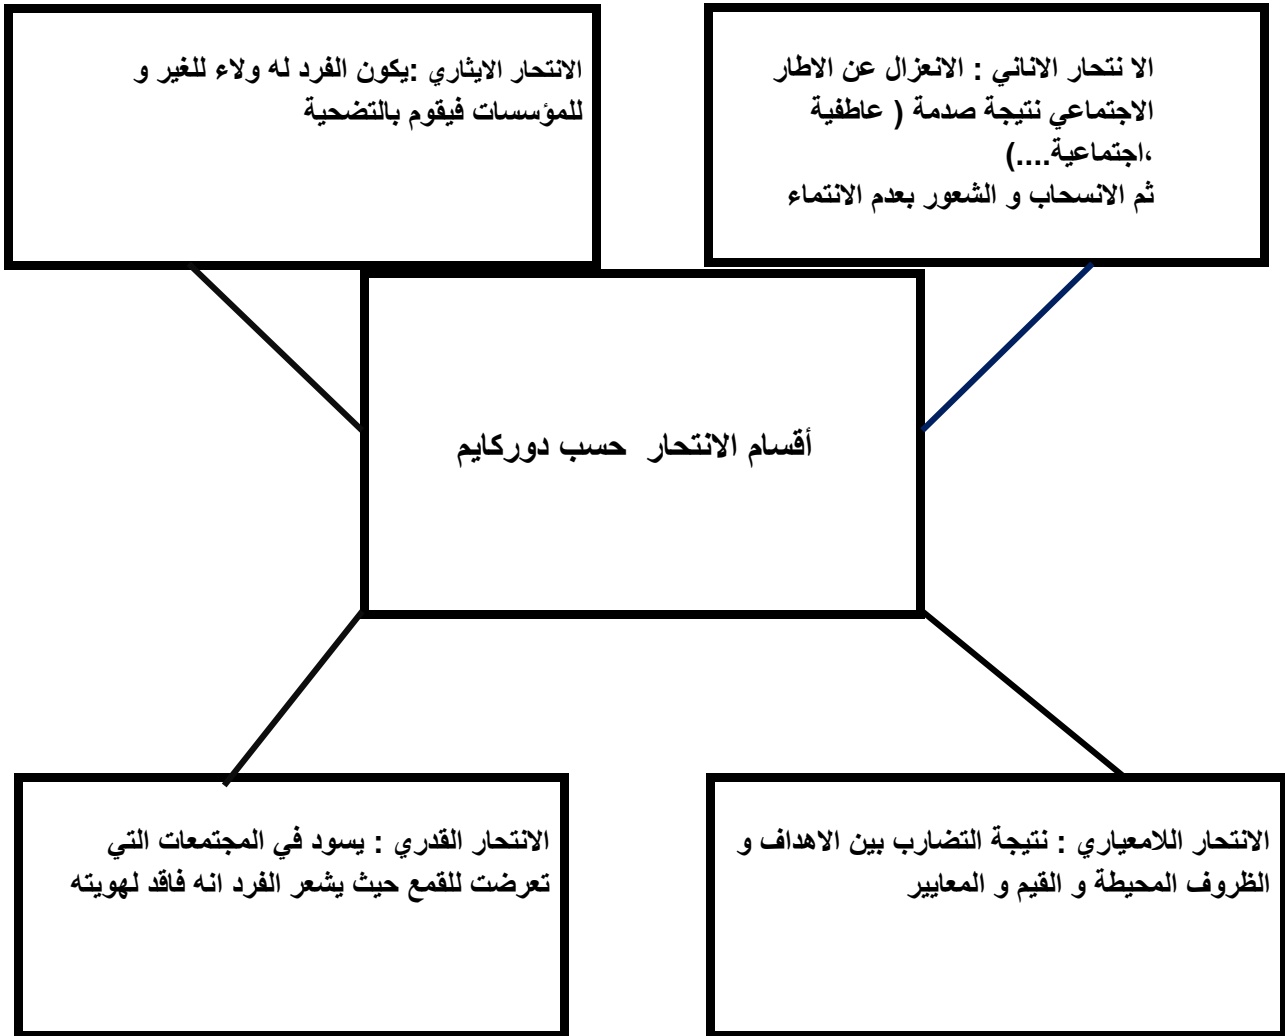 الا نتحار الاناني : الانعزال عن الاطار
الاجتماعي نتيجة صدمة ( عاطفية
،اجتماعية....)
ثم الانسحاب و الشعور بعدم الانتماء
الانتحار الايثاري :يكون الفرد له ولاء للغير و
للمؤسسات فيقوم بالتضحية
أقسام الانتحار حسب دوركايم
الانتحار اللامعياري : نتيجة التضارب بين الاهداف و
الظروف المحيطة و القيم و المعايير
الانتحار القدري : يسود في المجتمعات التي
تعرضت للقمع حيث يشعر الفرد انه فاقد لهويته